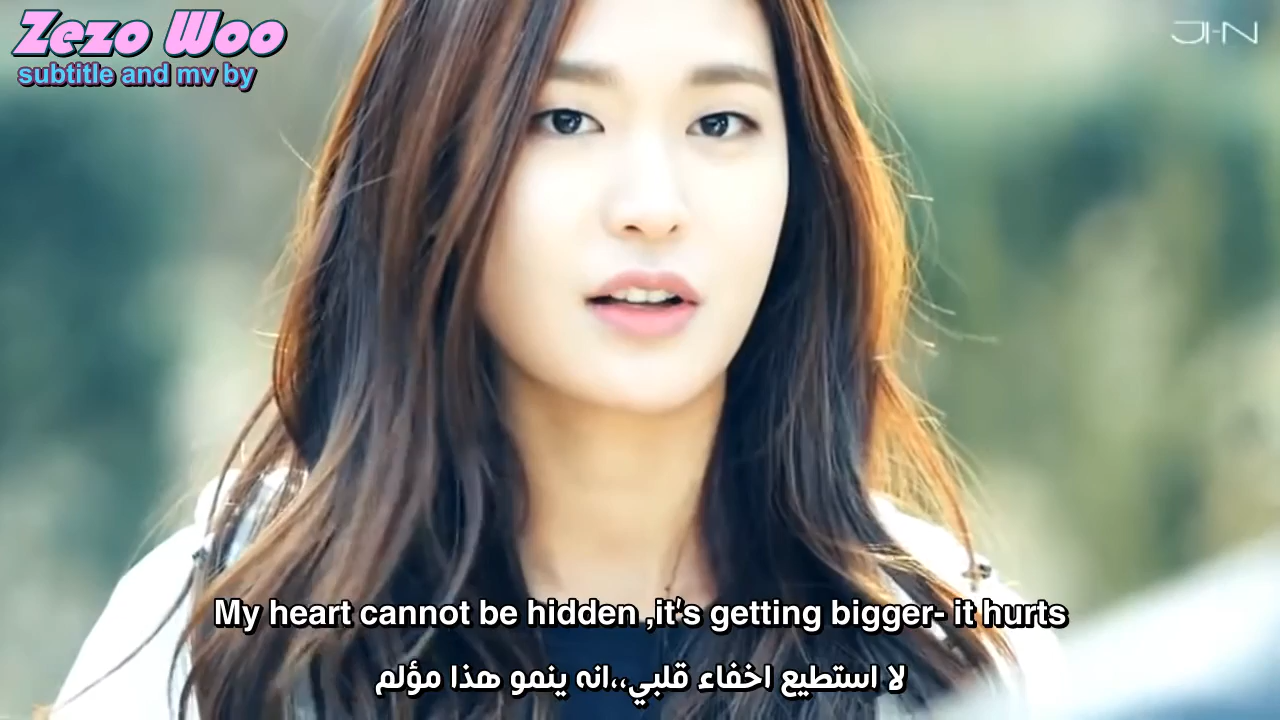 Zezo Woo
subtitle and mv by
JI-N
My heart cannot be hidden ,it's getting bigger- it hurts
لا استطيع اخفاء قلبي،،انه ينمو هذا مؤلم